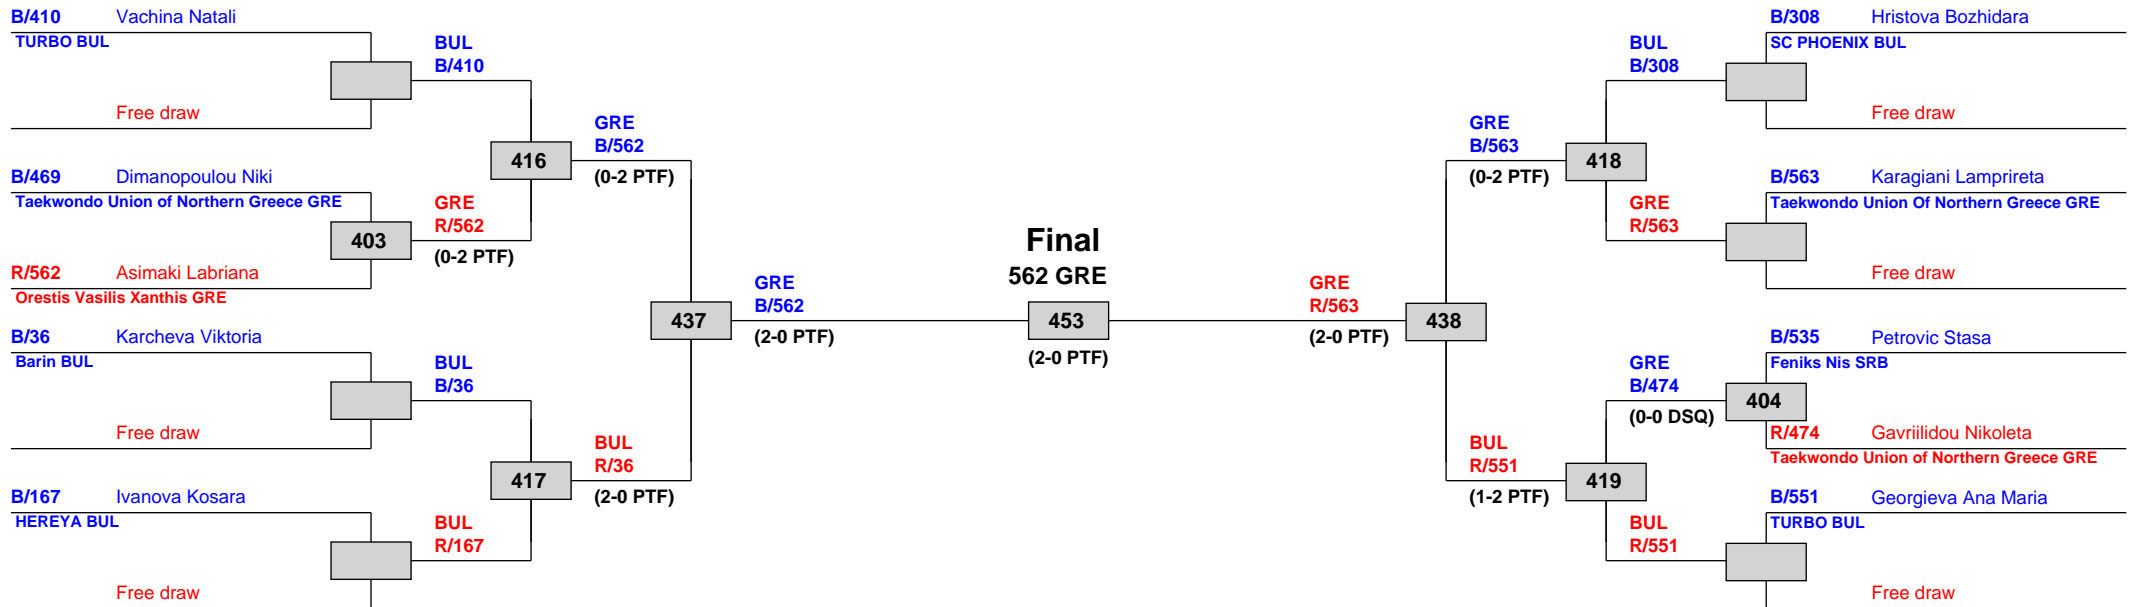 B/410 Vachina Natali
TURBO BUL
Free draw
BUL
B/410
B/469 Dimanopoulou Niki
Taekwondo Union of Northern Greece GRE
403
R/562 Asimaki Labriana
Orestis Vasilis Xanthis GRE
GRE
R/562
(0-2 PTF)
416
GRE
B/562
(0-2 PTF)
B/36 Karcheva Viktoria
Barin BUL
Free draw
BUL
B/36
B/167 Ivanova Kosara
HEREYA BUL
Free draw
BUL
R/167
417
BUL
R/36
(2-0 PTF)
437
GRE
B/562
(2-0 PTF)
Final
562 GRE
453
(2-0 PTF)
GRE
R/563
(2-0 PTF)
438
GRE
B/563
(0-2 PTF)
418
BUL
B/308
B/308 Hristova Bozhidara
SC PHOENIX BUL
Free draw
GRE
R/563
B/563 Karagiani Lamprireta
Taekwondo Union Of Northern Greece GRE
Free draw
BUL
R/551
(1-2 PTF)
419
GRE
B/474
(0-0 DSQ)
404
B/535 Petrovic Stasa
Feniks Nis SRB
R/474 Gavriilidou Nikoleta
Taekwondo Union of Northern Greece GRE
BUL
R/551
B/551 Georgieva Ana Maria
TURBO BUL
Free draw